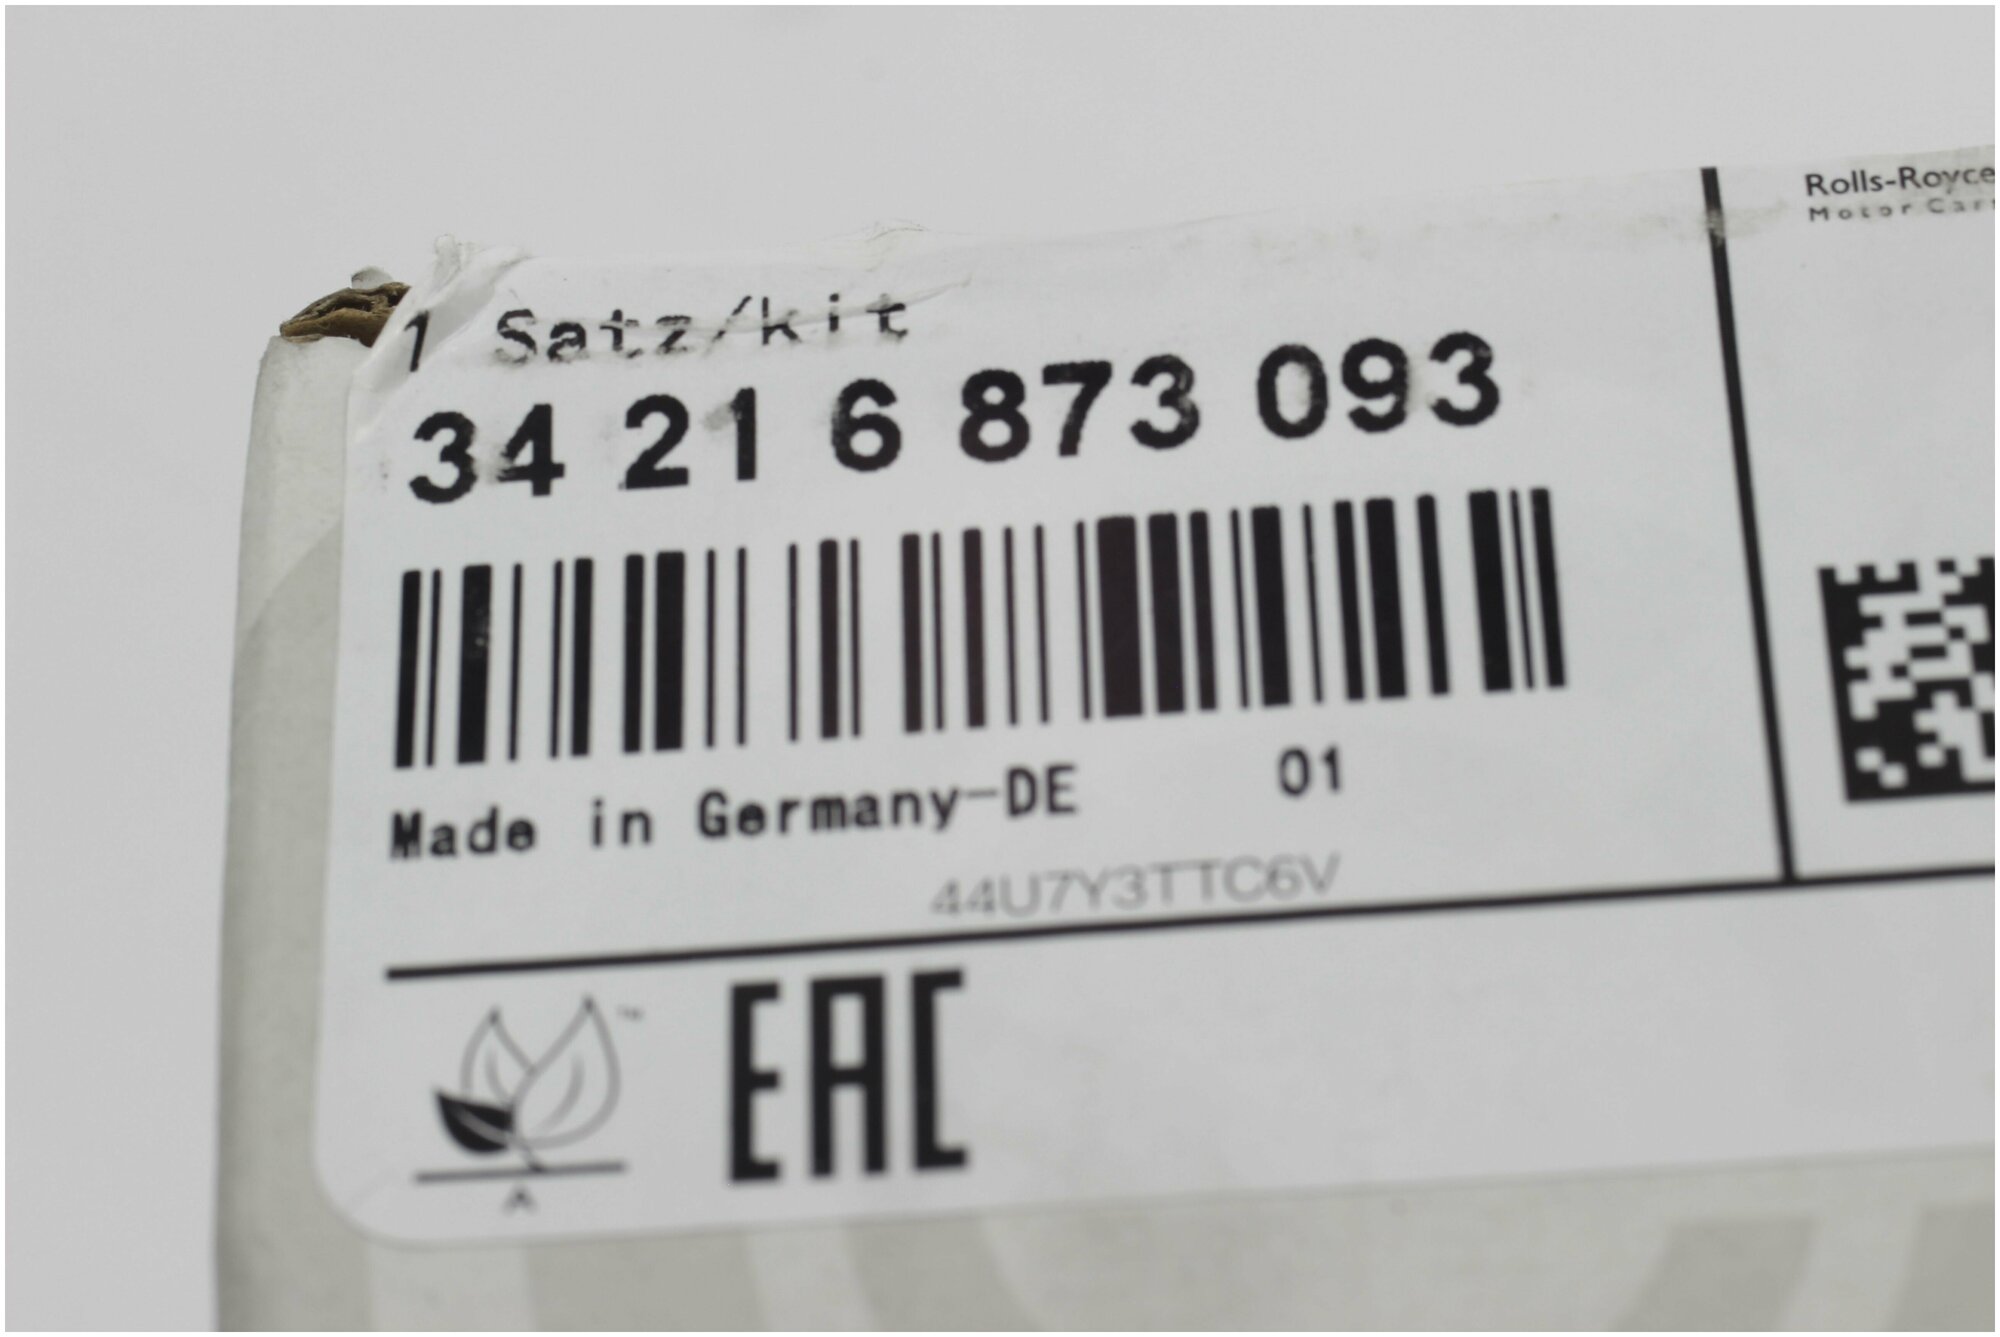 1 Satz/kit
34 21 6 873 093
Made in Germany-DE 01
44U7Y3TTC6V
TM
A
EAC
Rolls-Royce
Motor Cars